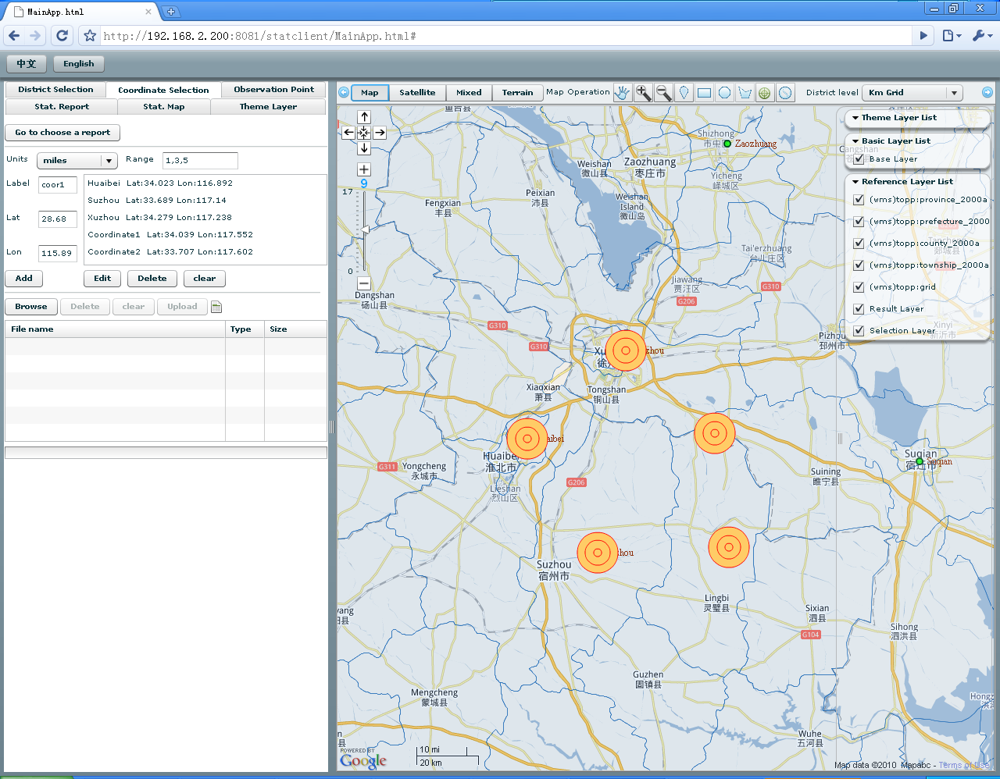 MainApp.html
http://192.168.2.200:8081/statclient/MainApp.html#
中文 English
District Selection Coordinate Selection Observation Point
Stat. Report Stat. Map Theme Layer
Go to choose a report
Units miles Range 1,3,5
Label coor1
Lat 28.68
Lon 115.89
Huaibei Lat:34.023 Lon:116.892
Suzhou Lat:33.689 Lon:117.14
Xuzhou Lat:34.279 Lon:117.238
Coordinate1 Lat:34.039 Lon:117.552
Coordinate2 Lat:33.707 Lon:117.602
Add Edit Delete clear
Browse Delete clear Upload
File name Type Size
Map Satellite Mixed Terrain Map Operation District level Km Grid
9
17
0
Theme Layer List
Basic Layer List
Base Layer
Reference Layer List
(wms)topp:province_2000a
(wms)topp:prefecture_2000
(wms)topp:county_2000a
(wms)topp:township_2000a
(wms)topp:grid
Result Layer
Selection Layer
鱼台县
Shizhong
Zaozhuang
Zaozhuang
枣庄市
Weishan
微山县
Yicheng
峄城区
Peixian
沛县
Fengxian
丰县
Weishan
Island
微山岛
Tai'erzhuang
台儿庄区
Jiawang
贾汪区
G206
G310
Dangshan
砀山县
G310
G310
Xinyi
新沂市
邳州市
zhou
Xiaoxian
萧县
Tongshan
铜山县
aibei
Huaibei
淮北市
Yongcheng
永城市
G311
Lieshan
烈山区
G206
Suining
睢宁县
Suqian
Suzhou
宿州市
hou
Lingbi
灵璧县
Sixian
泗县
G104
Sihong
泗洪县
Guzhen
固镇县
Mengcheng
蒙城县
Wuhe
五河县
POWERED BY
Google
10 mi
20 km
Map data ©2010 Mapabc - Terms of Use